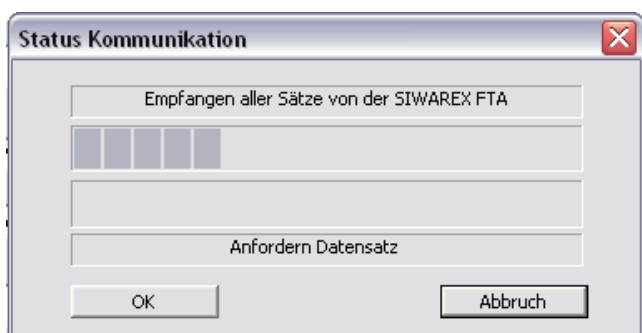 Status Kommunikation
Empfangen aller Sätze von der SIWAREX FTA
Anfordern Datensatz
OK
Abbruch